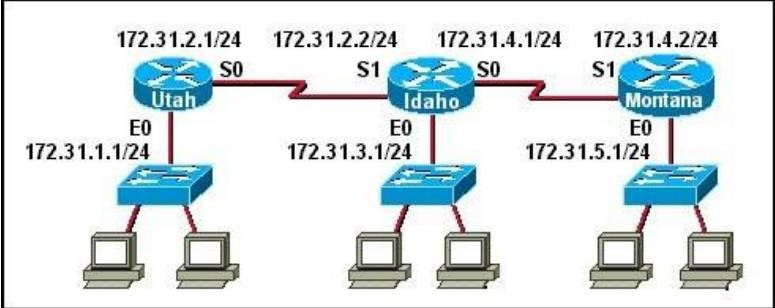 172.31.2.1/24 172.31.2.2/24 172.31.4.1/24 172.31.4.2/24
S0 S1 S0 S1
Utah Idaho Montana
E0 E0 E0
172.31.1.1/24 172.31.3.1/24 172.31.5.1/24